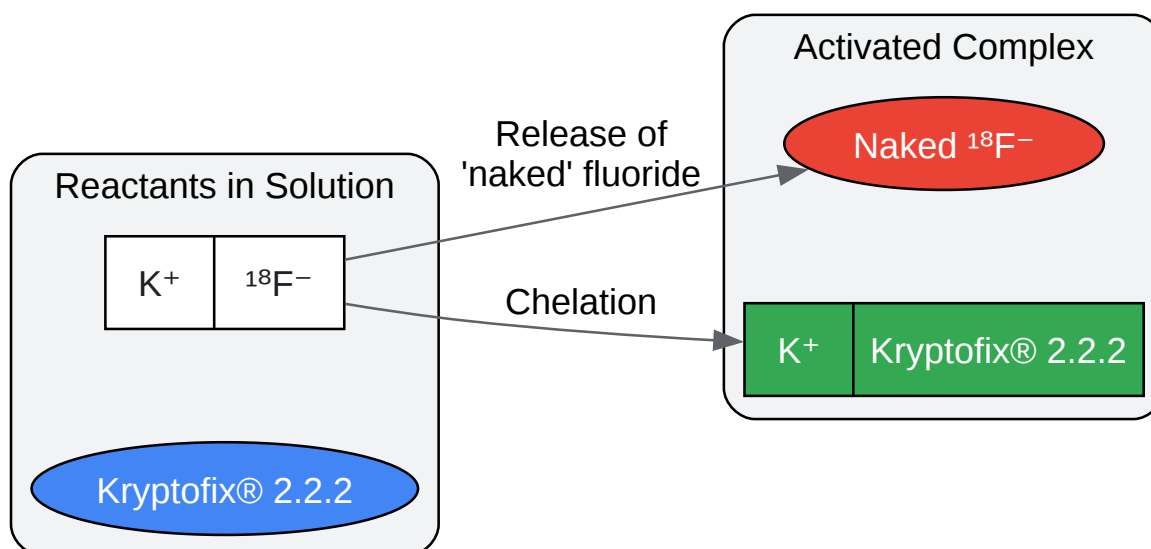 Reactants in Solution
K⁺
¹⁸F⁻
Kryptofix® 2.2.2
Release of
'naked' fluoride
Chelation
Activated Complex
Naked ¹⁸F⁻
K⁺
Kryptofix® 2.2.2